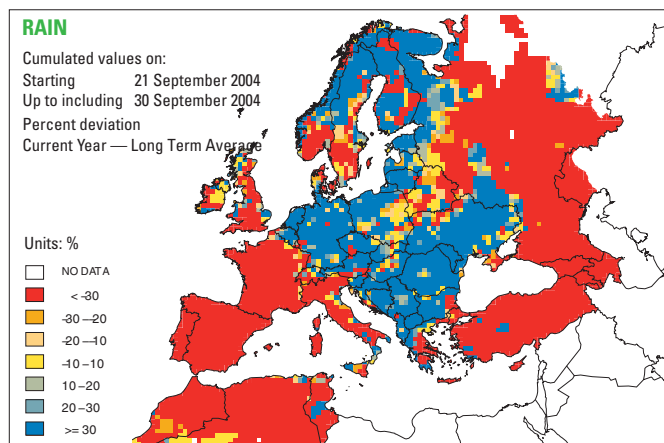 RAIN
Cumulated values on:
Starting 21 September 2004
Up to including 30 September 2004
Percent deviation
Current Year — Long Term Average
Units: %
NO DATA
< -30
-30 — -20
-20 — -10
-10 – 10
10 – 20
20 – 30
>= 30